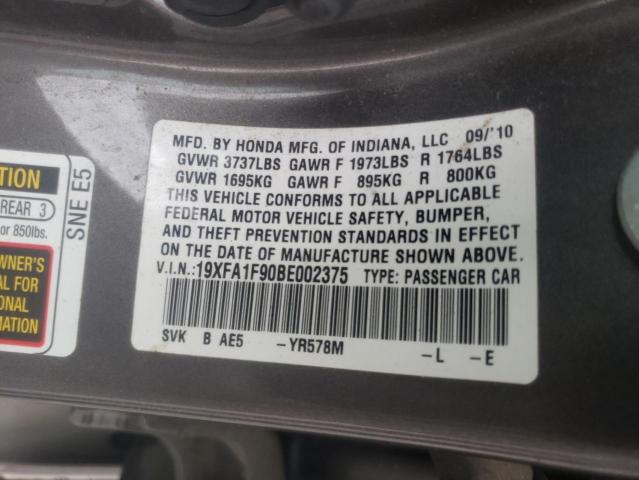 TION
REAR 3
or 850lbs.
WNER'S
AL FOR
IONAL
RMATION
SNE E5
MFD. BY HONDA MFG. OF INDIANA, LLC 09/'10
GVWR 3737LBS GAWR F 1973LBS R 1764LBS
GVWR 1695KG GAWR F 895KG R 800KG
THIS VEHICLE CONFORMS TO ALL APPLICABLE
FEDERAL MOTOR VEHICLE SAFETY, BUMPER,
AND THEFT PREVENTION STANDARDS IN EFFECT
ON THE DATE OF MANUFACTURE SHOWN ABOVE.
V.I.N.:19XFA1F90BE002375 TYPE: PASSENGER CAR
SVK B AE5 -YR578M -L -E